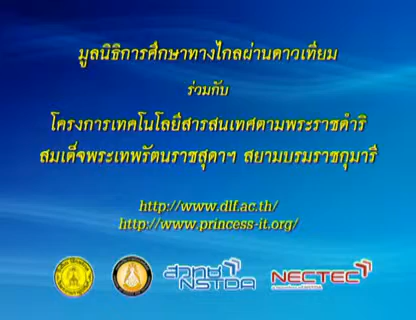 มูลนิธิการศึกษาทางไกลผ่านดาวเทียม
ร่วมกับ
โครงการเทคโนโลยีสารสนเทศตามพระราชดำริ
สมเด็จพระเทพรัตนราชสุดาฯ สยามบรมราชกุมารี
http://www.dlf.ac.th/
http://www.princess-it.org/
สวทช
NSTDA
NECTEC